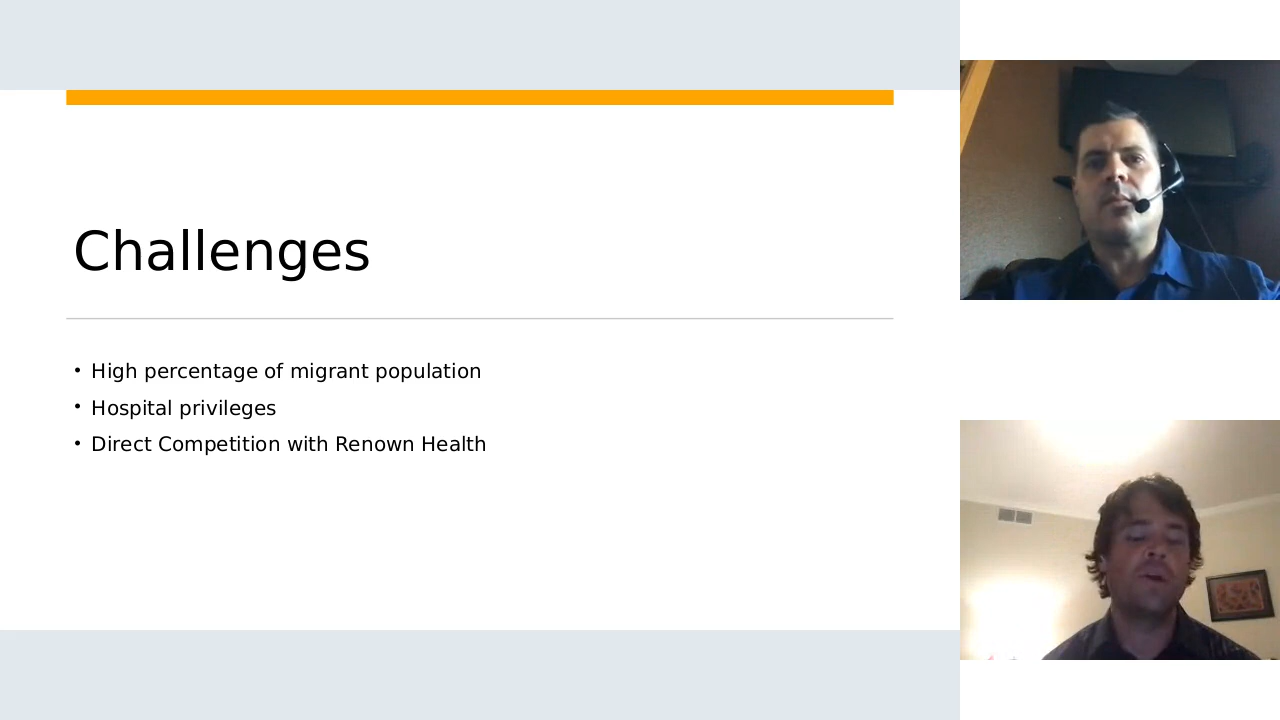 Challenges
• High percentage of migrant population
• Hospital privileges
• Direct Competition with Renown Health